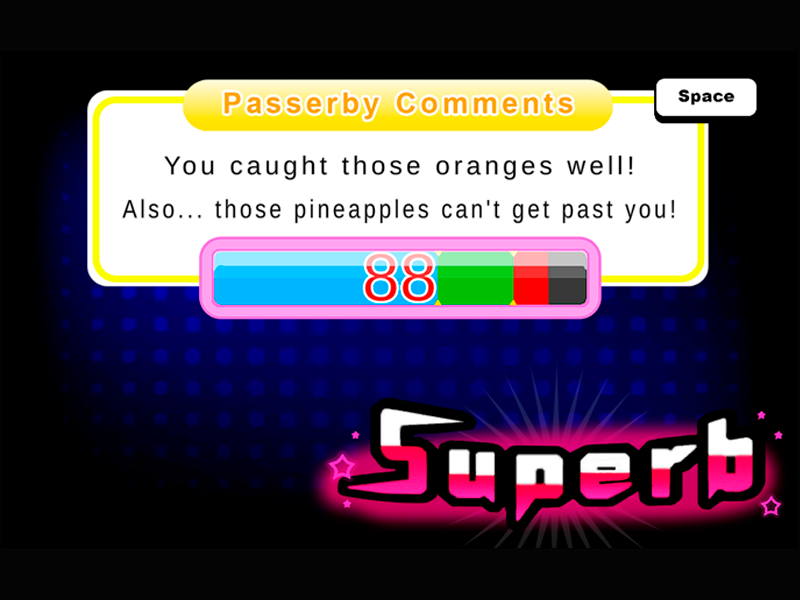 Passerby Comments
Space
You caught those oranges well!
Also... those pineapples can't get past you!
88
Superb